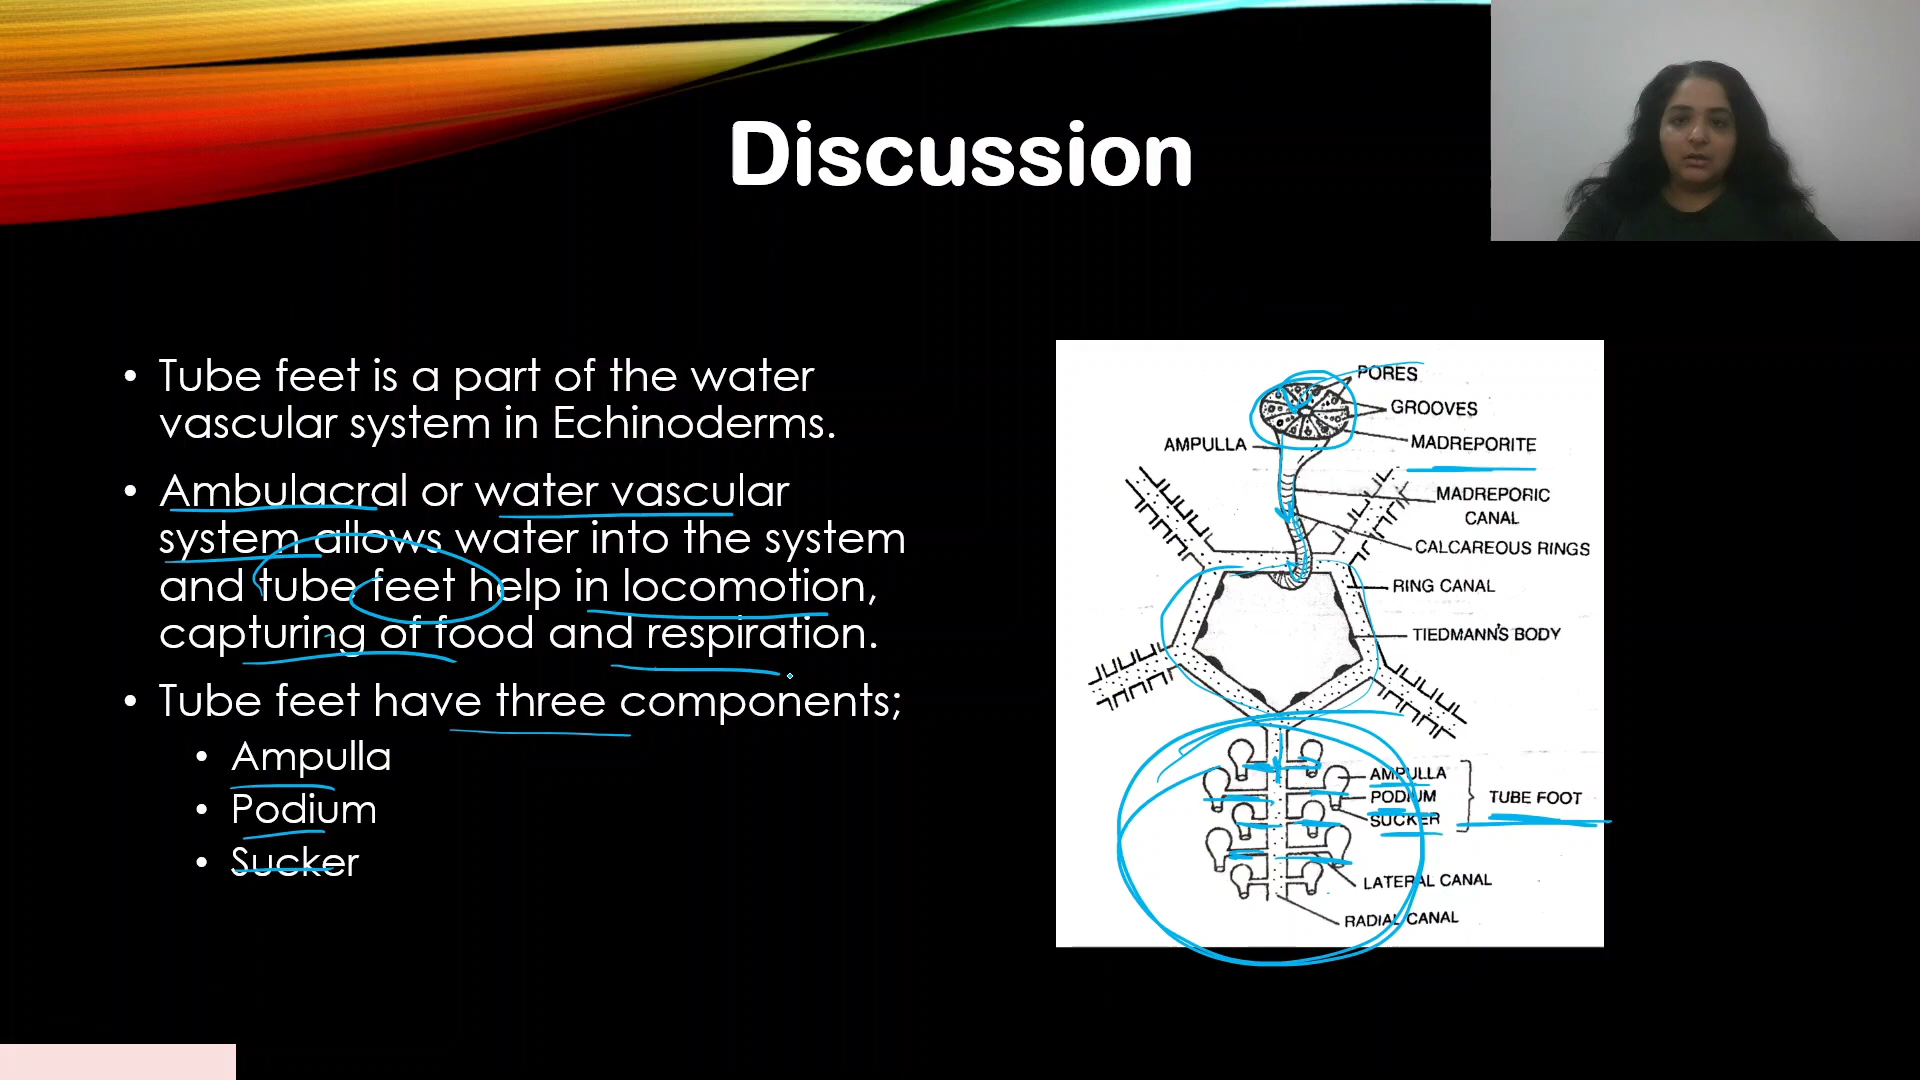 Discussion
• Tube feet is a part of the water
vascular system in Echinoderms.
• Ambulacral or water vascular
system allows water into the system
and tube feet help in locomotion,
capturing of food and respiration.
• Tube feet have three components;
• Ampulla
• Podium
• Sucker
PORES
GROOVES
AMPULLA
MADREPORITE
MADREPORIC
CANAL
CALCAREOUS RINGS
RING CANAL
TIEDMANN'S BODY
AMPULLA
PODIUM
TUBE FOOT
SUCKER
LATERAL CANAL
RADIAL CANAL